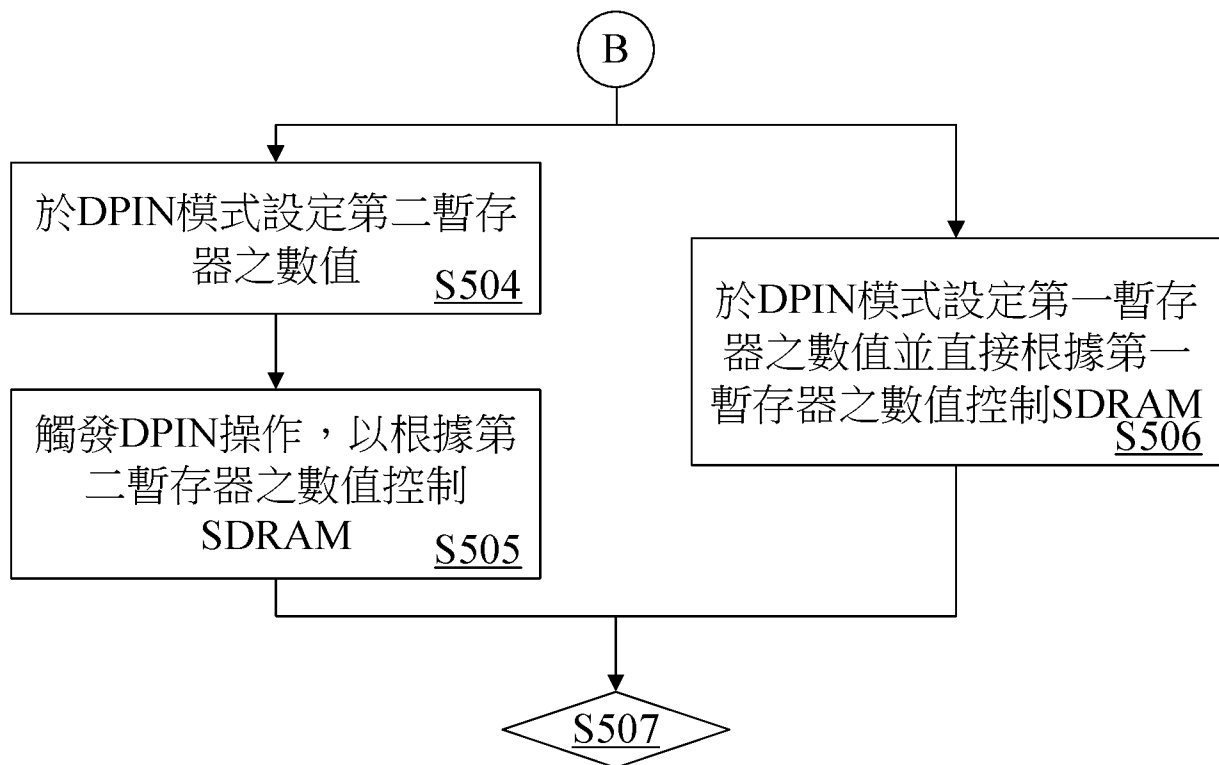 B
於DPIN模式設定第二暫存
器之數值
S504
觸發DPIN操作，以根據第
二暫存器之數值控制
SDRAM
S505
於DPIN模式設定第一暫存
器之數值並直接根據第一
暫存器之數值控制SDRAM
S506
S507